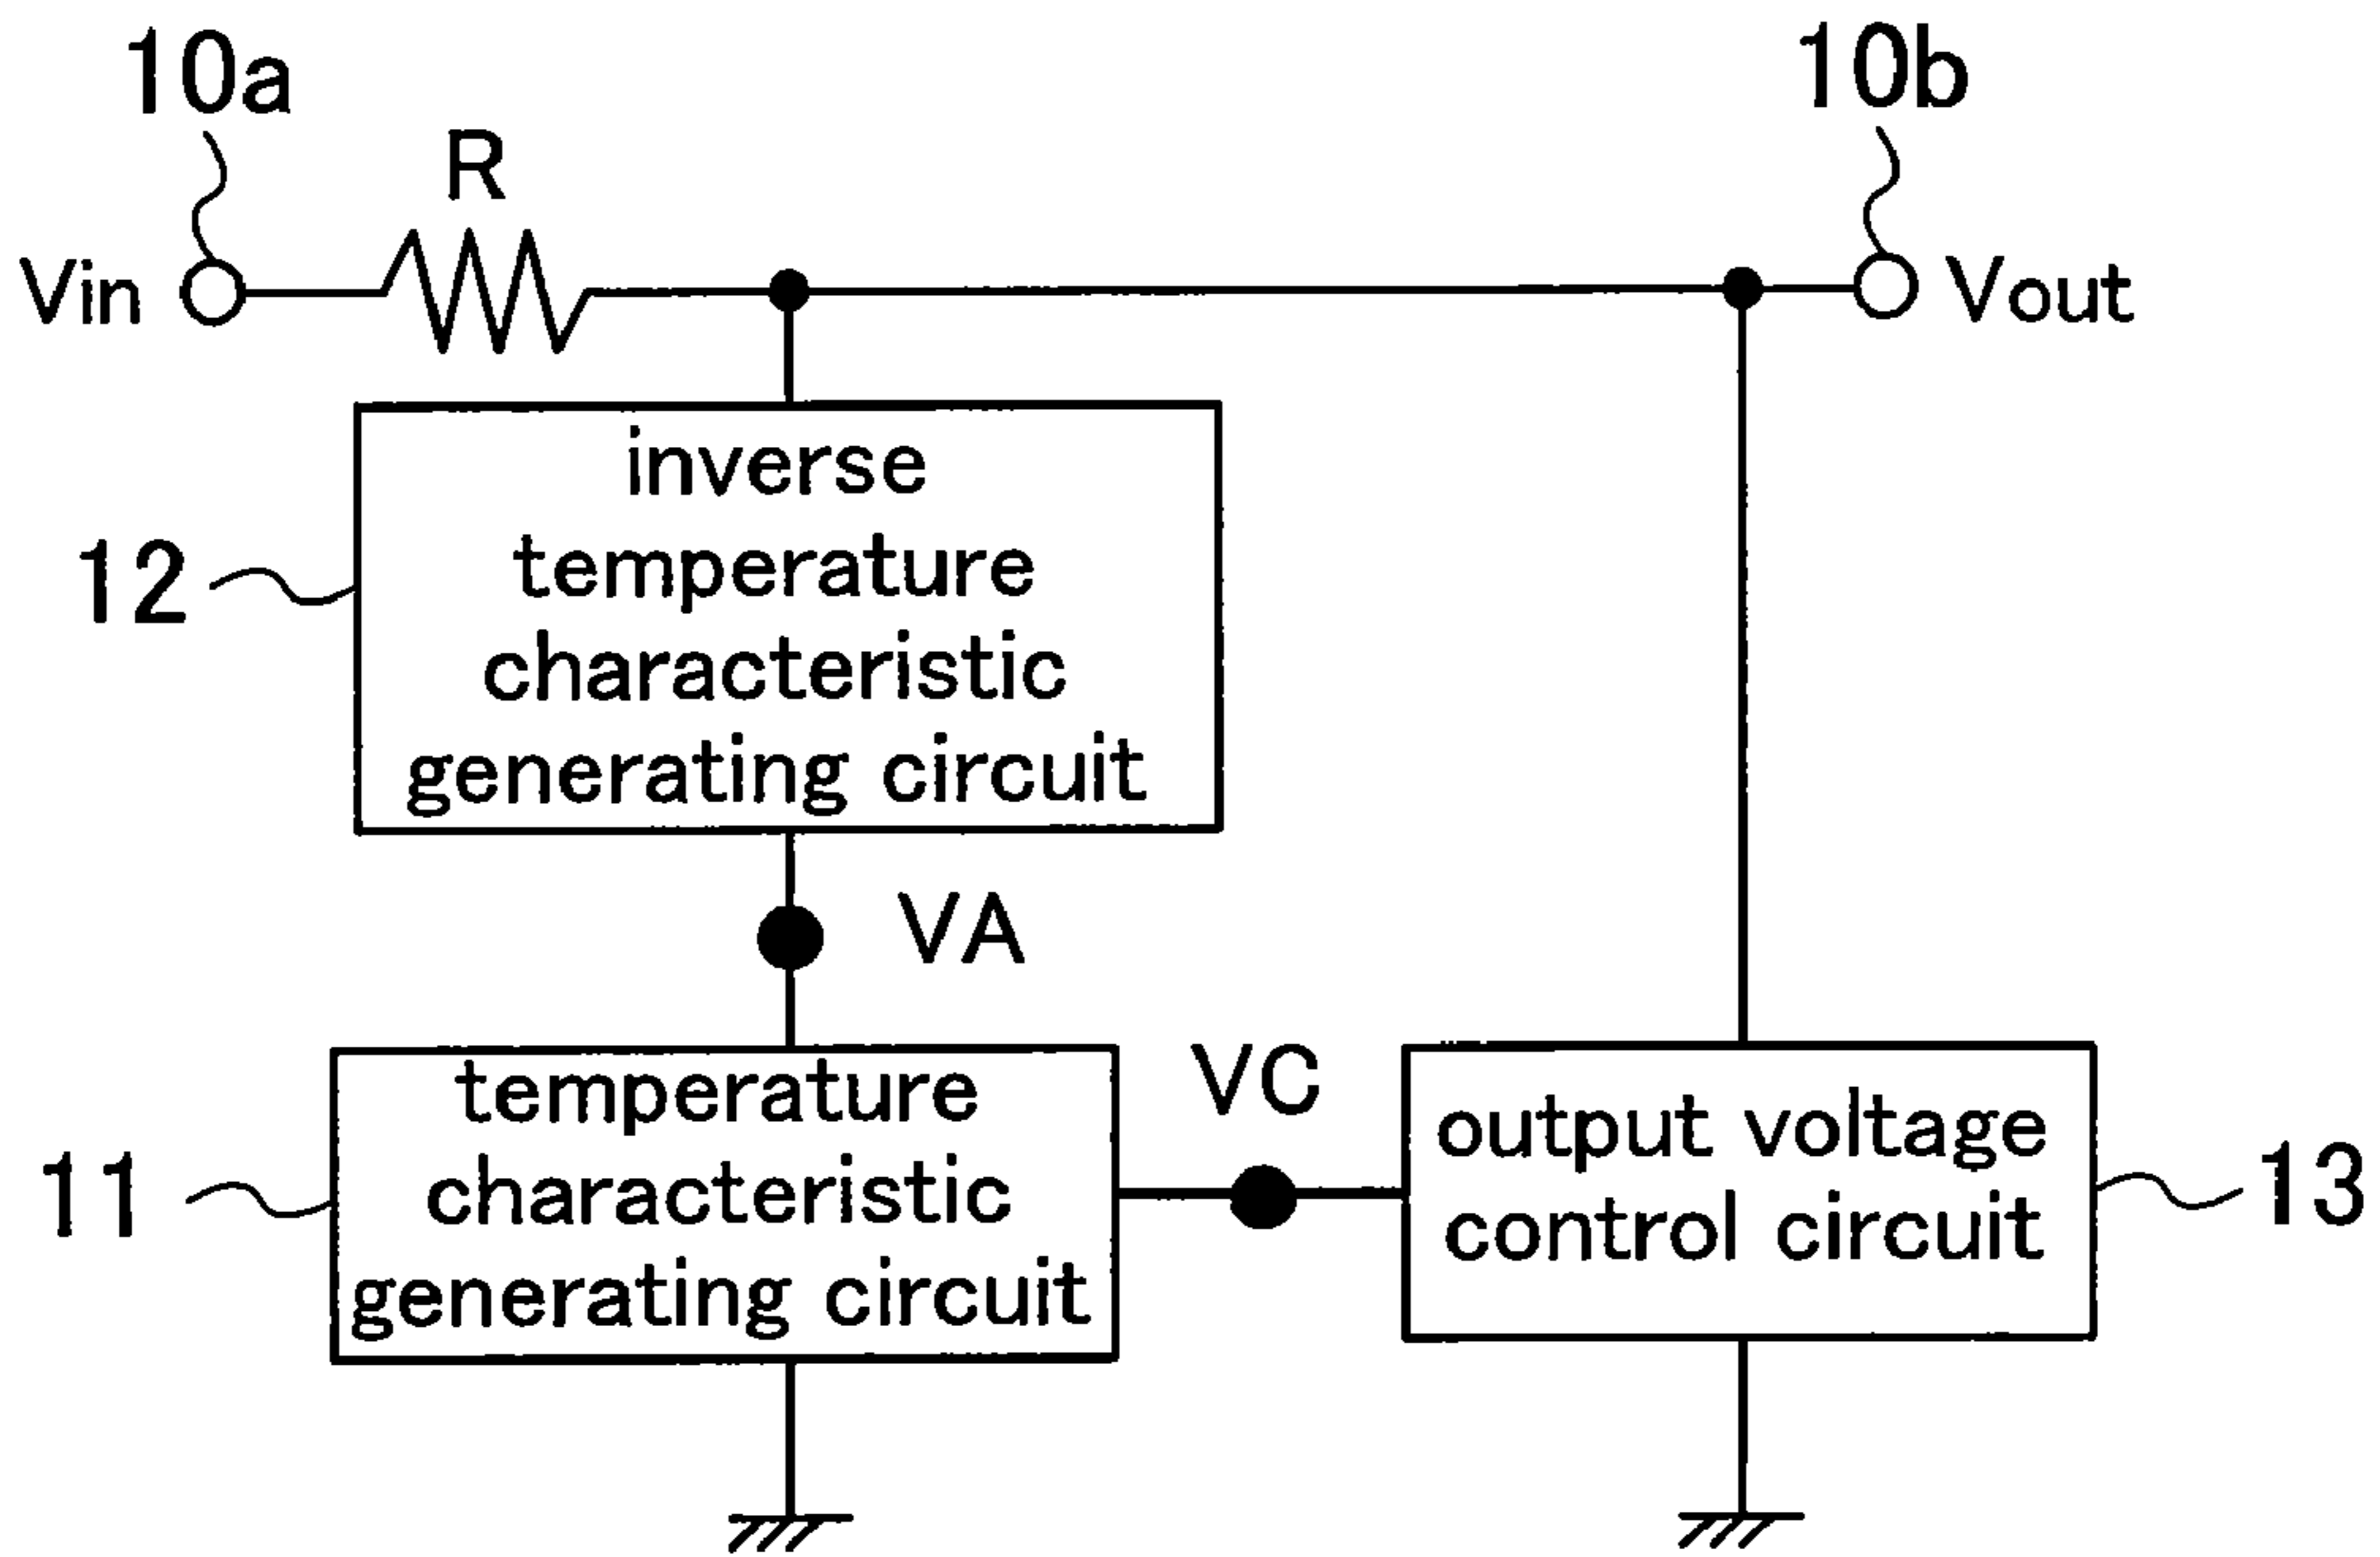 10a
10b
R
Vin
Vout
inverse
temperature
characteristic
generating circuit
12
VA
temperature
characteristic
generating circuit
11
VC
output voltage
control circuit
13